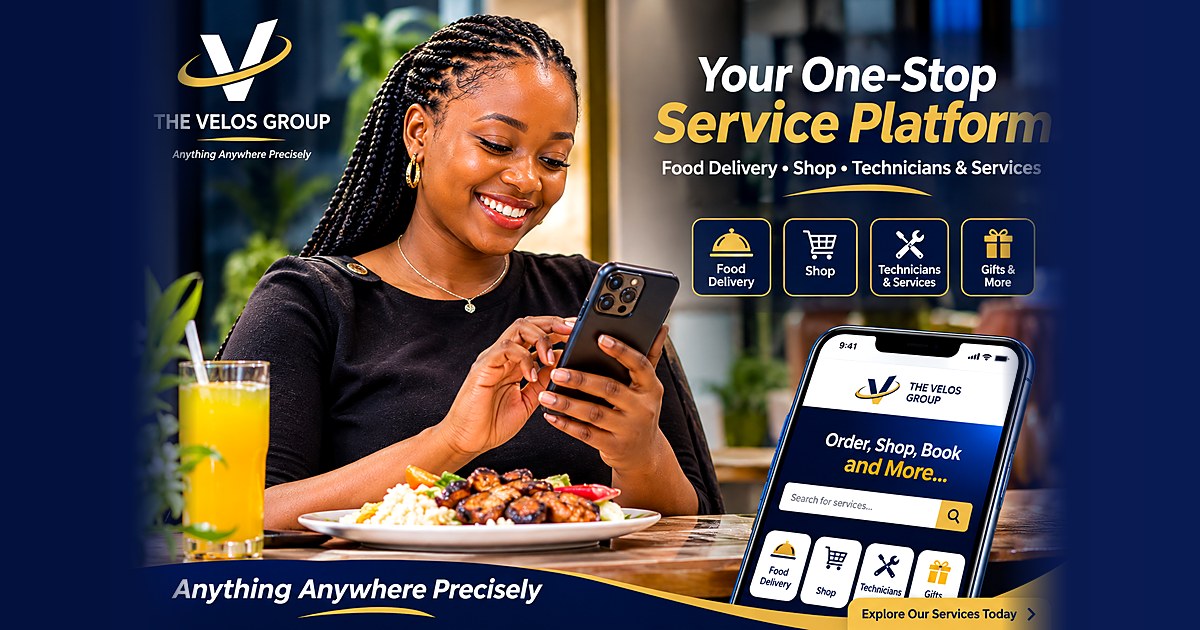 THE VELOS GROUP
Anything Anywhere Precisely
Your One-Stop
Service Platform
Food Delivery • Shop • Technicians & Services
Food
Delivery
Shop
Technicians
& Services
Gifts &
More
9:41
THE VELOS
GROUP
Order, Shop, Book
and More...
Search for services...
Food
Delivery
Shop
Technicians
Gifts
Anything Anywhere Precisely
Explore Our Services Today